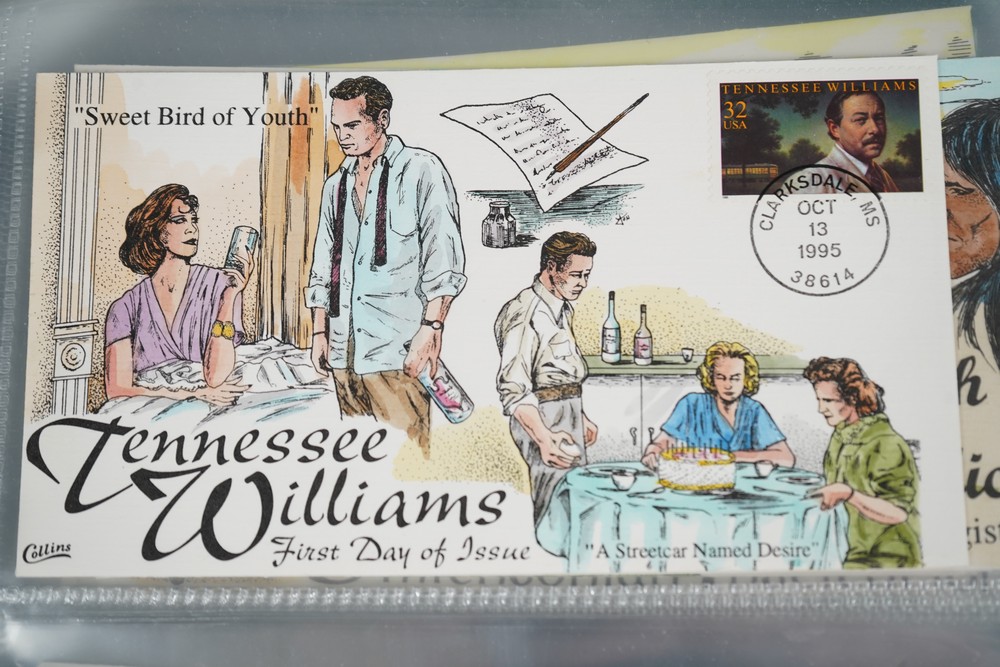 "Sweet Bird of Youth"
TENNESSEE WILLIAMS
32
USA
CLARKSDALE, MS
OCT
13
1995
38614
Tennessee
Williams
First Day of Issue
"A Streetcar Named Desire"
Collins